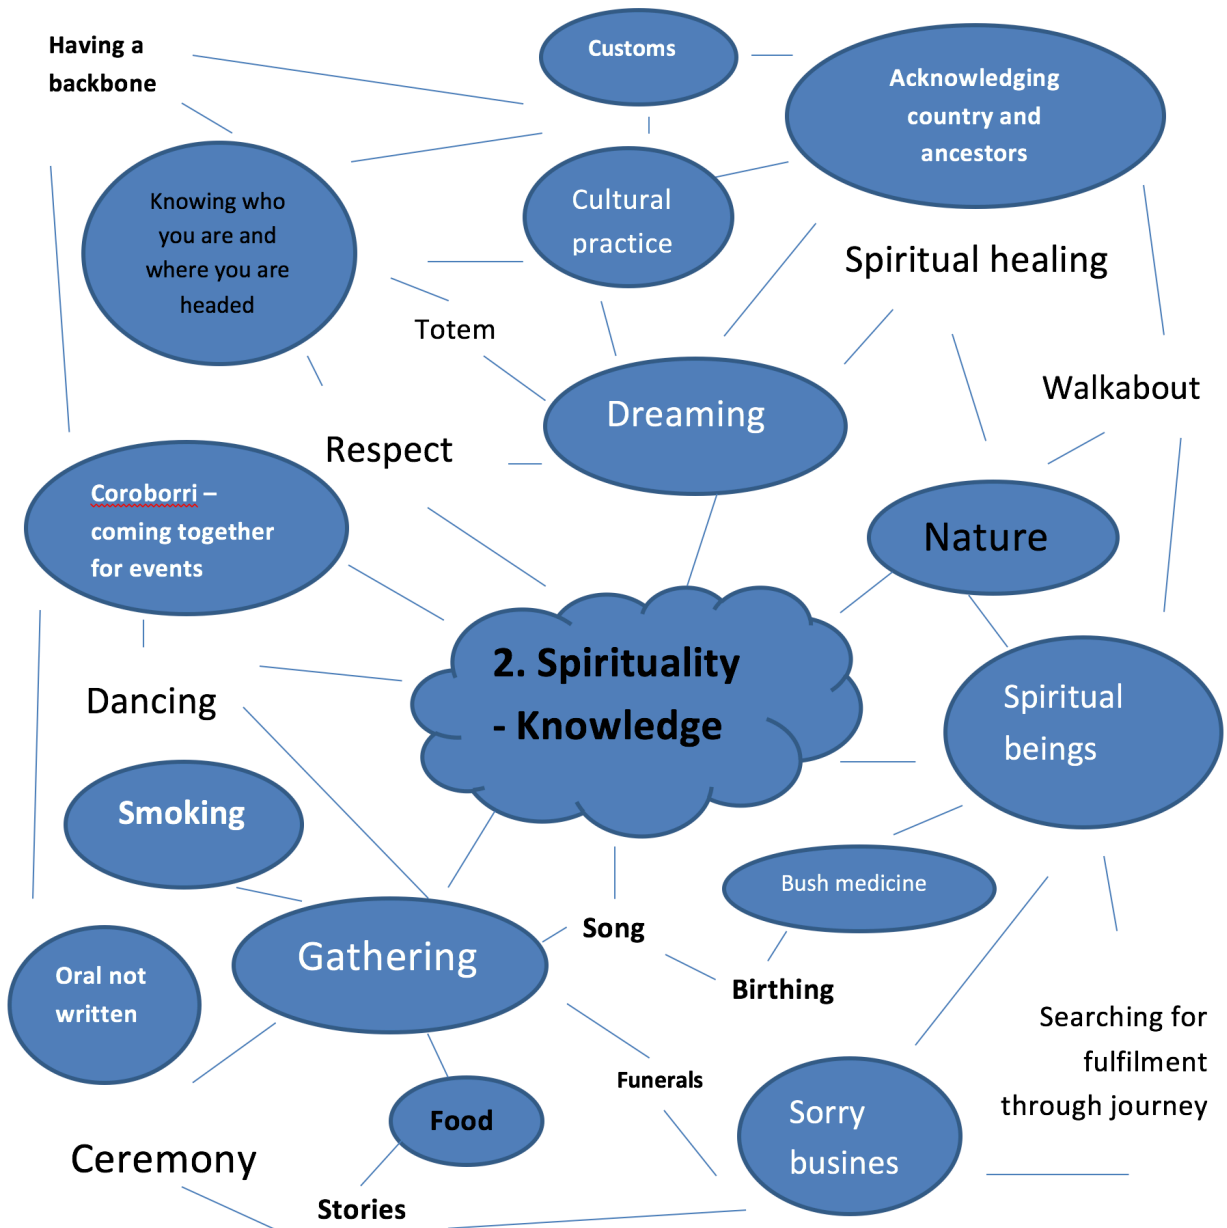 Having a
backbone
Customs
Acknowledging
country and
ancestors
Knowing who
you are and
where you are
headed
Cultural
practice
Spiritual healing
Totem
Walkabout
Dreaming
Respect
Coroborri –
coming together
for events
Nature
2. Spirituality
- Knowledge
Spiritual
beings
Dancing
Smoking
Bush medicine
Song
Gathering
Oral not
written
Birthing
Searching for
fulfilment
through journey
Funerals
Food
Sorry
busines
Ceremony
Stories